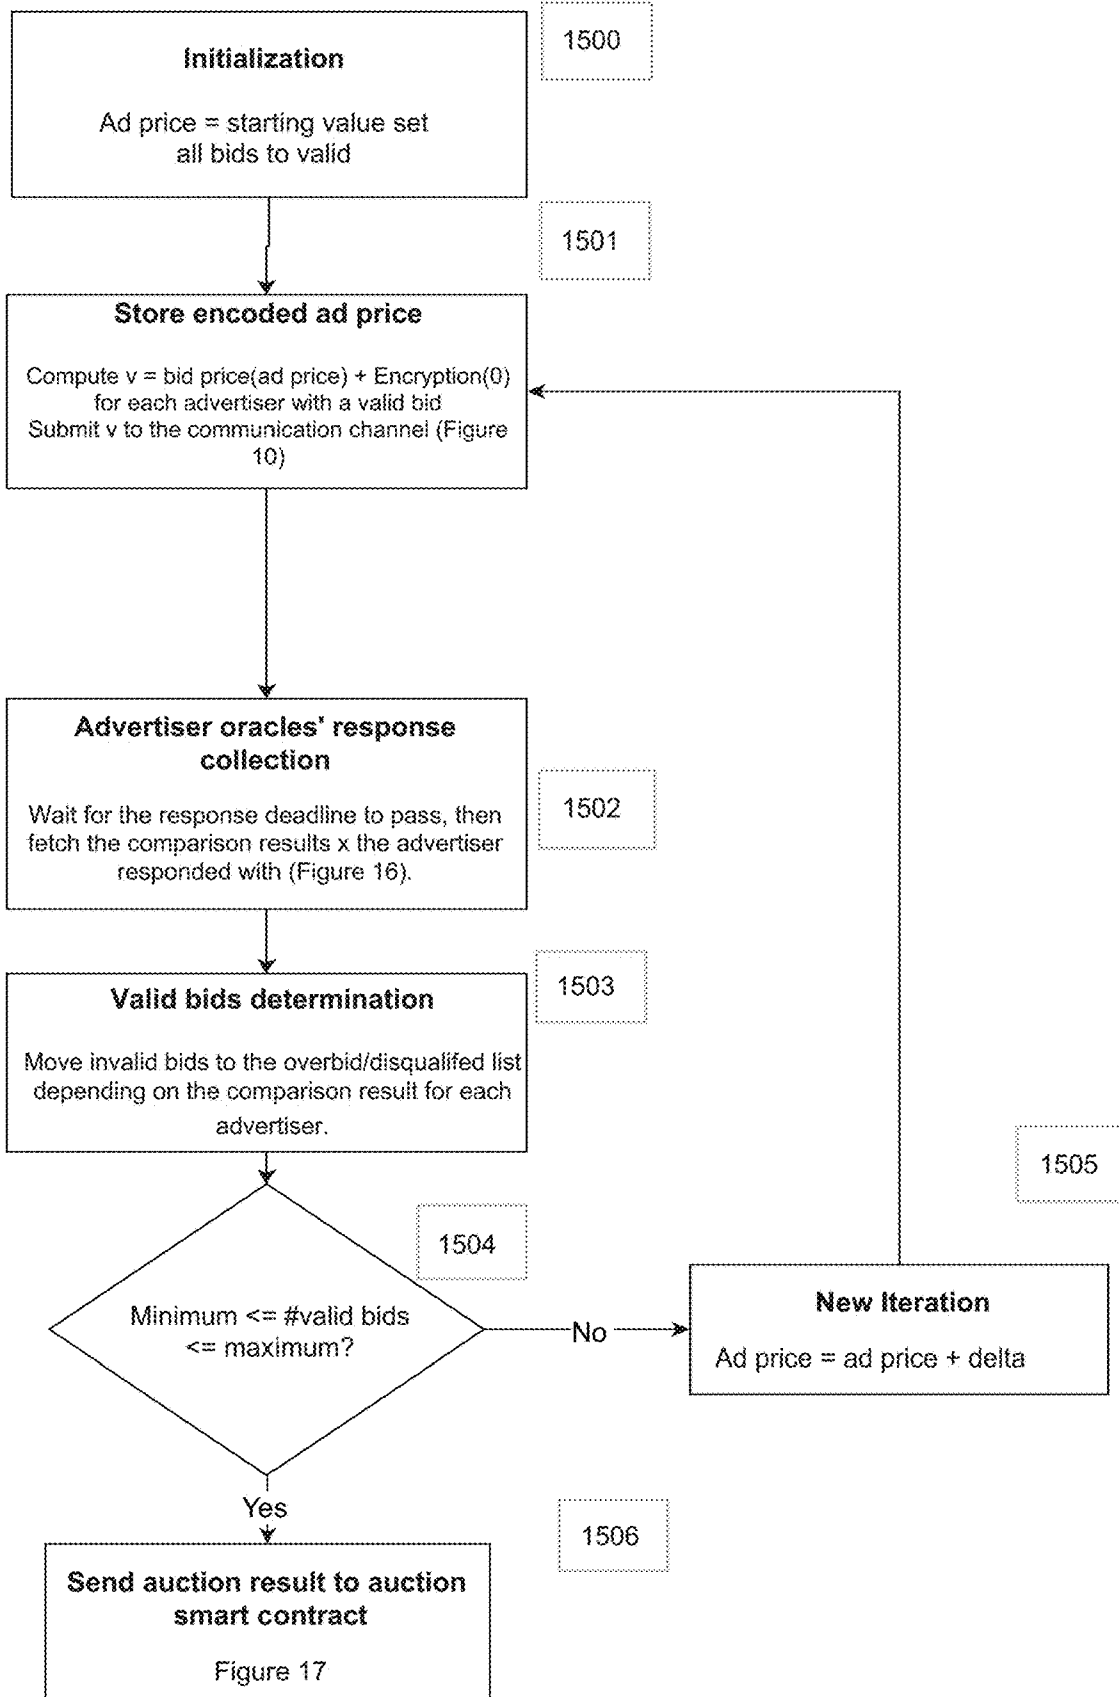 Initialization
1500
Ad price = starting value set
all bids to valid
1501
Store encoded ad price
Compute v = bid price(ad price) + Encryption(0)
for each advertiser with a valid bid
Submit v to the communication channel (Figure
10)
Advertiser oracles' response
collection
1502
Wait for the response deadline to pass, then
fetch the comparison results x the advertiser
responded with (Figure 16).
1503
Valid bids determination
Move invalid bids to the overbid/disqualifed list
depending on the comparison result for each
advertiser.
1504
Minimum <= #valid bids
<= maximum?
No
1505
New Iteration
Ad price = ad price + delta
Yes
1506
Send auction result to auction
smart contract
Figure 17